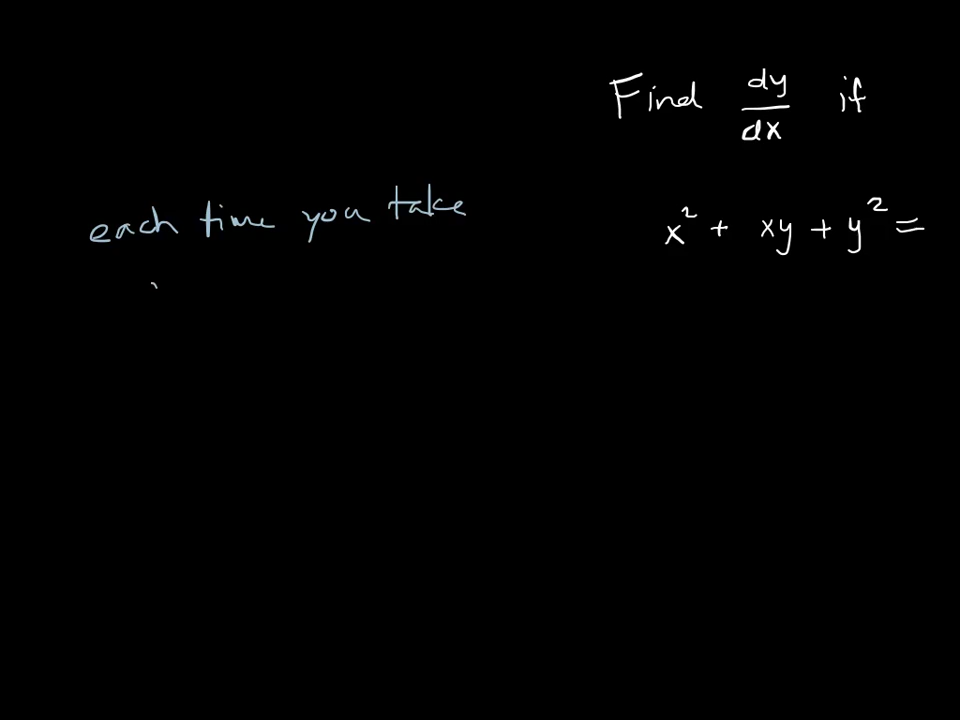 Find dy/dx if
each time you take
x² + xy + y² =